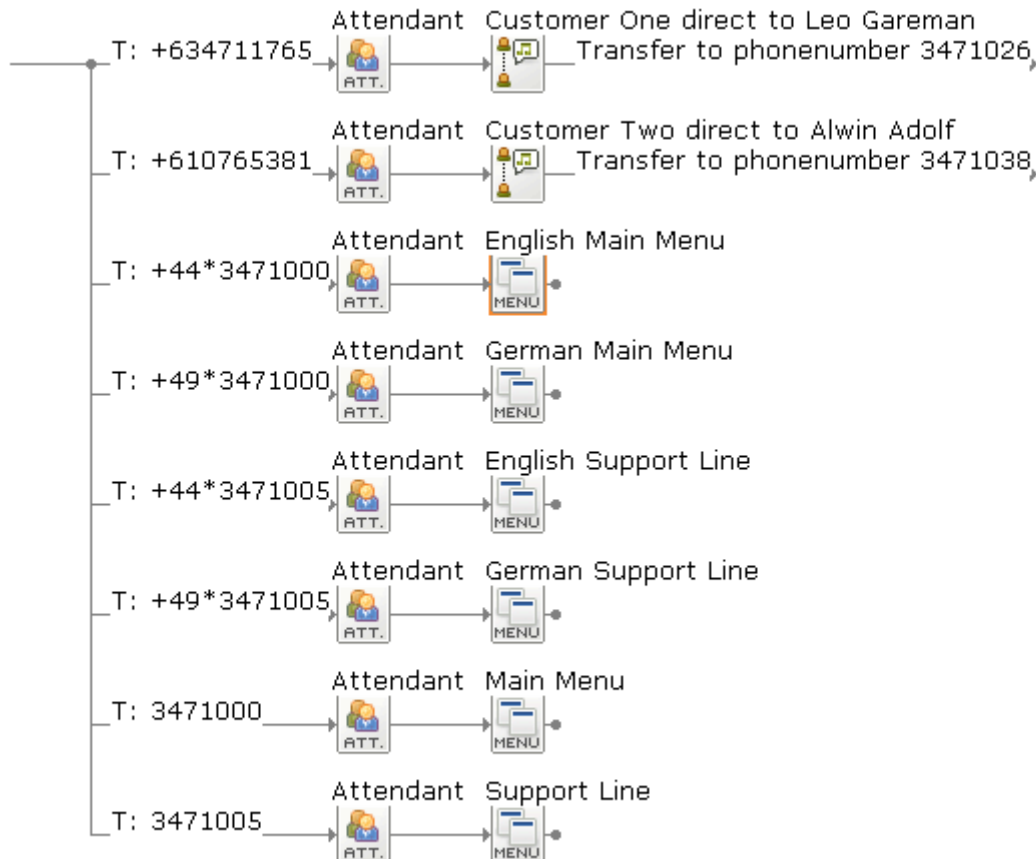 Attendant Customer One direct to Leo Gareman
T: +634711765 Transfer to phonenumber 3471026
ATT.
Attendant Customer Two direct to Alwin Adolf
T: +610765381 Transfer to phonenumber 3471038
ATT.
Attendant English Main Menu
T: +44*3471000
ATT. MENU
Attendant German Main Menu
T: +49*3471000
ATT. MENU
Attendant English Support Line
T: +44*3471005
ATT. MENU
Attendant German Support Line
T: +49*3471005
ATT. MENU
Attendant Main Menu
T: 3471000
ATT. MENU
Attendant Support Line
T: 3471005
ATT. MENU